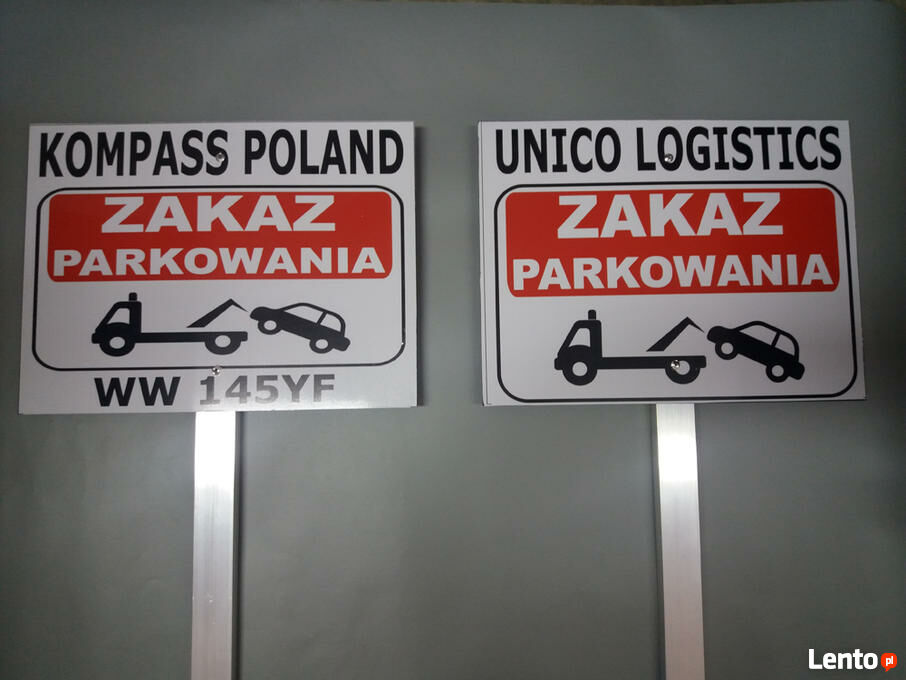 KOMPASS POLAND
ZAKAZ
PARKOWANIA
WW 145YF
UNICO LOGISTICS
ZAKAZ
PARKOWANIA
Lento pl